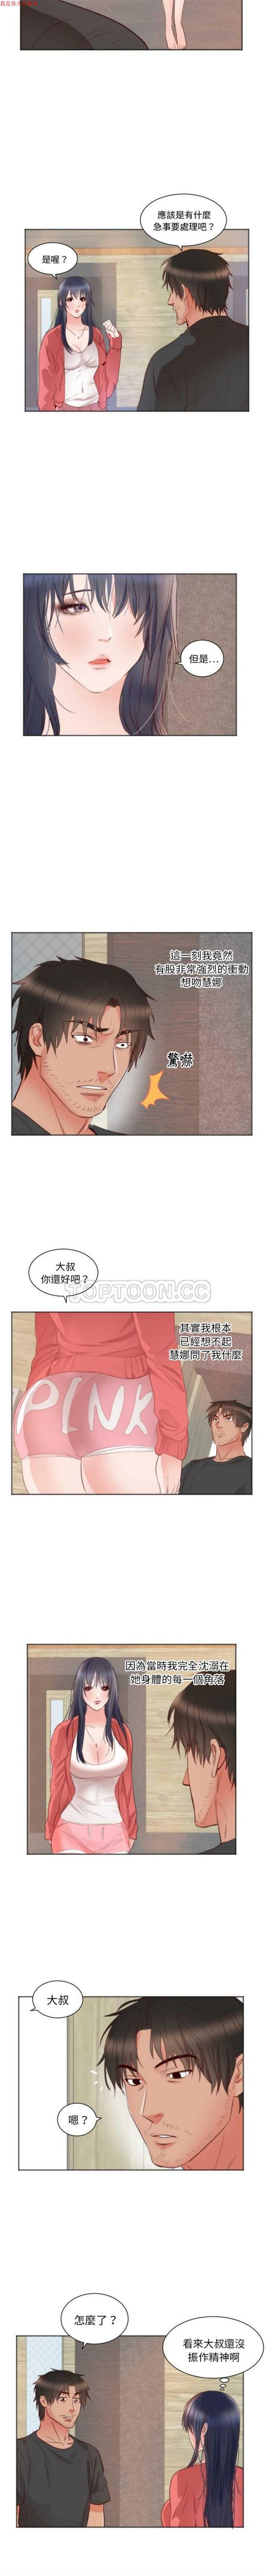 我是你
應該是有什麼
急事要處理吧？
是喔？
但是...
這一刻我竟然
有股非常強烈的衝動
想吻慧娜
驚嚇
大叔
你還好吧？
TOPTOON.CC
其實我根本
已經想不起
慧娜問了我什麼
PINK
因為當時我完全沈溺在
她身體的每一個角落
大叔
嗯？
怎麼了？
看來大叔還沒
振作精神啊